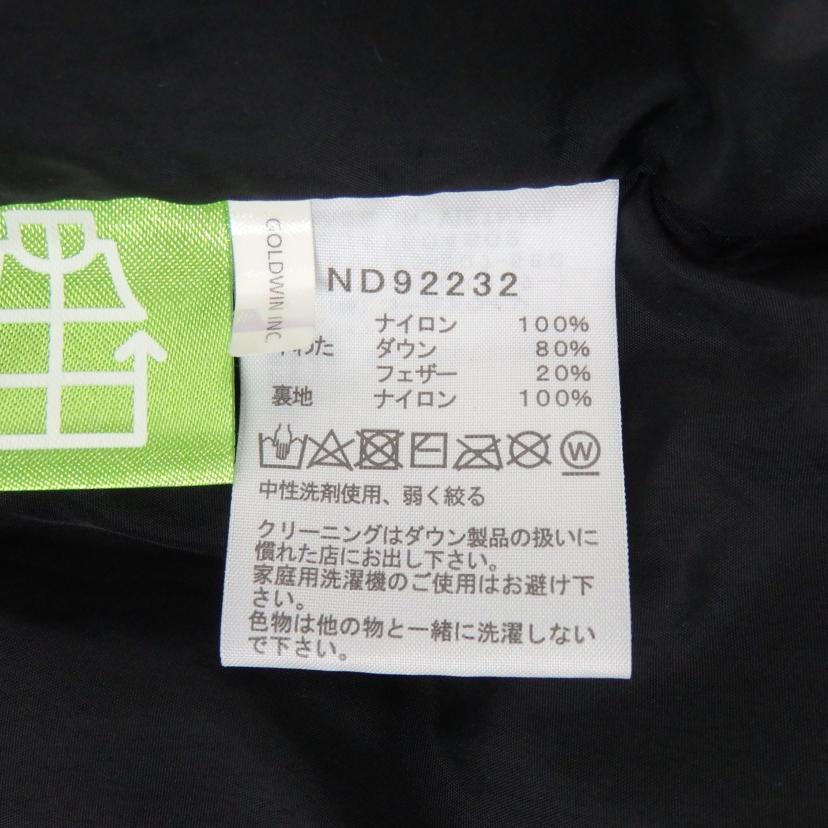 GOLDWIN INC.
ND92232
ナイロン 100%
ダウン 80%
フェザー 20%
裏地 ナイロン 100%
W
中性洗剤使用、弱く絞る
クリーニングはダウン製品の扱いに
慣れた店にお出し下さい。
家庭用洗濯機のご使用はお避け下
さい。
色物は他の物と一緒に洗濯しない
で下さい。